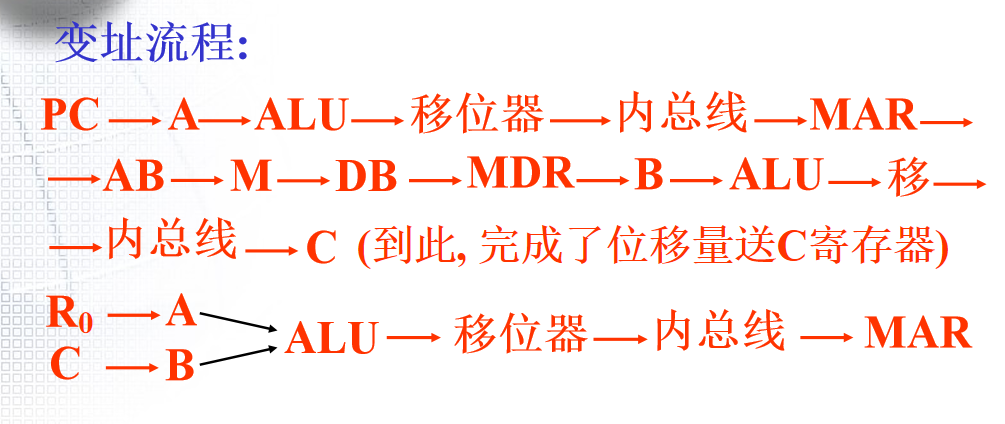 变址流程:
PC → A → ALU → 移位器 → 内总线 → MAR →
→ AB → M → DB → MDR → B → ALU → 移 →
→ 内总线 → C (到此, 完成了位移量送C寄存器)
R₀ → A
C → B
ALU → 移位器 → 内总线 → MAR